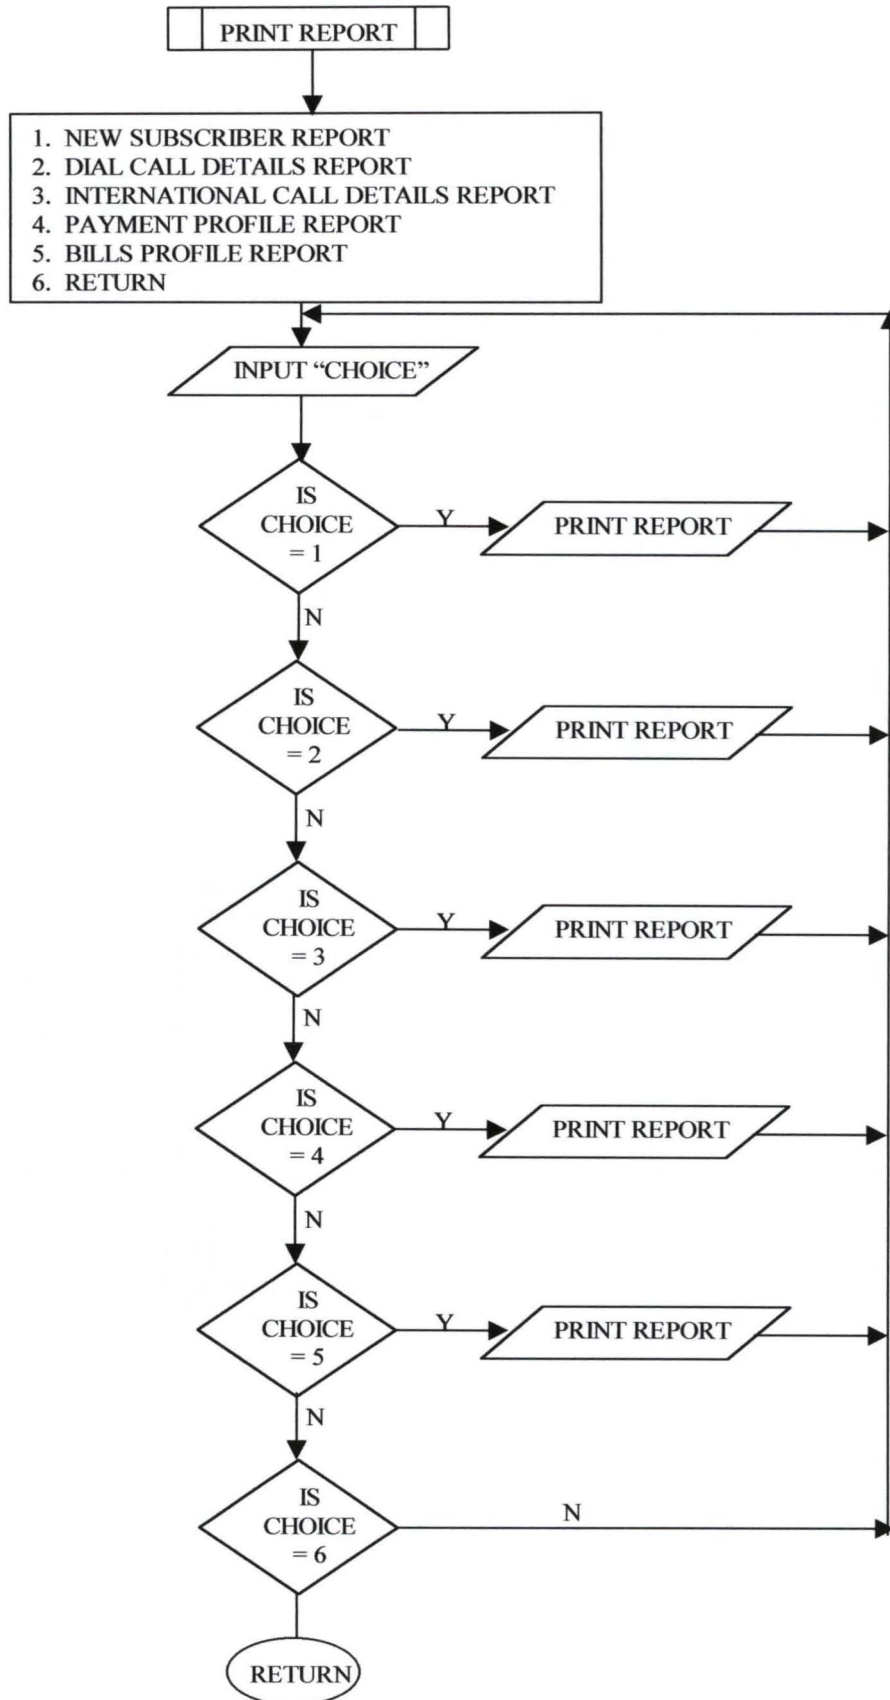 PRINT REPORT
1. NEW SUBSCRIBER REPORT
2. DIAL CALL DETAILS REPORT
3. INTERNATIONAL CALL DETAILS REPORT
4. PAYMENT PROFILE REPORT
5. BILLS PROFILE REPORT
6. RETURN
INPUT “CHOICE”
IS
CHOICE
= 1
Y
PRINT REPORT
N
IS
CHOICE
= 2
Y
PRINT REPORT
N
IS
CHOICE
= 3
Y
PRINT REPORT
N
IS
CHOICE
= 4
Y
PRINT REPORT
N
IS
CHOICE
= 5
Y
PRINT REPORT
N
IS
CHOICE
= 6
N
RETURN